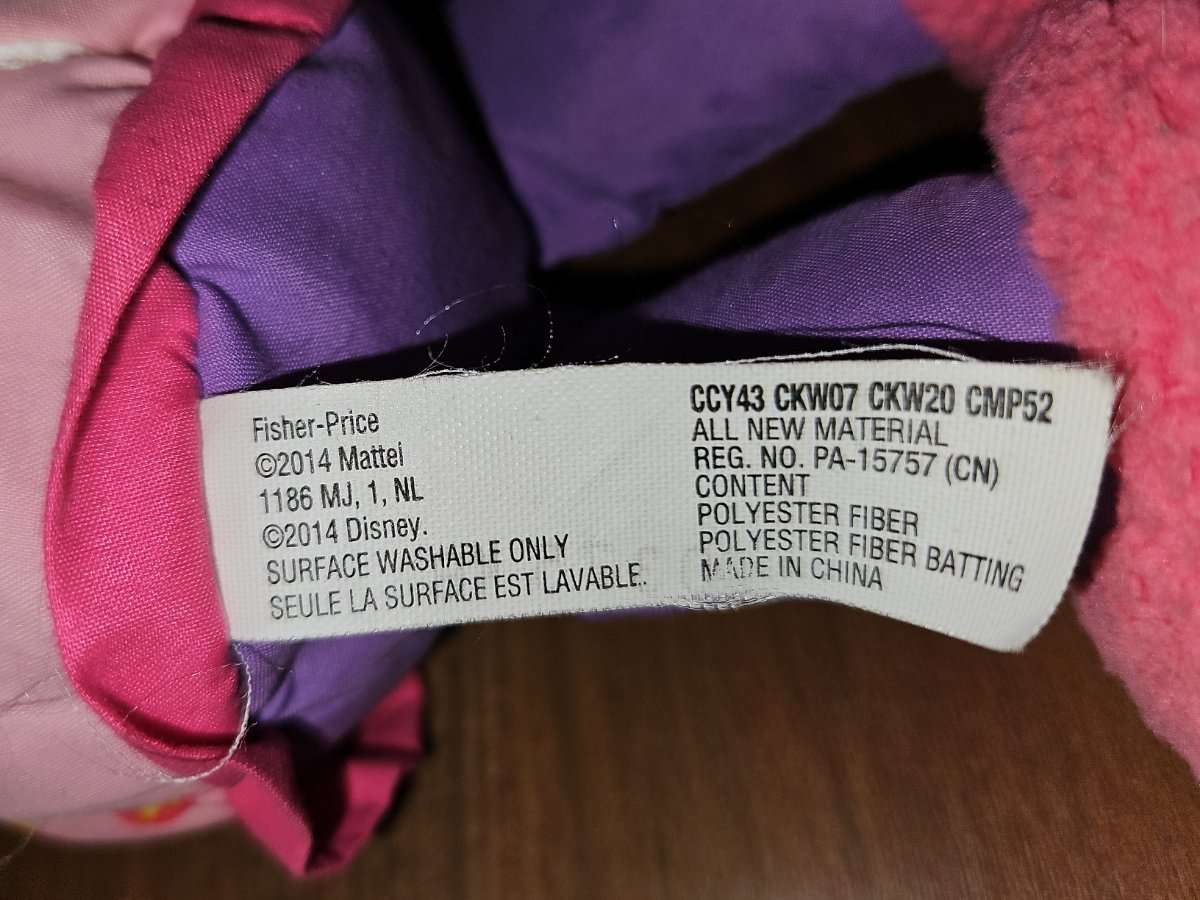 Fisher-Price
©2014 Mattel
1186 MJ, 1, NL
©2014 Disney.
SURFACE WASHABLE ONLY
SEULE LA SURFACE EST LAVABLE.
CCY43 CKW07 CKW20 CMP52
ALL NEW MATERIAL
REG. NO. PA-15757 (CN)
CONTENT
POLYESTER FIBER
POLYESTER FIBER BATTING
MADE IN CHINA